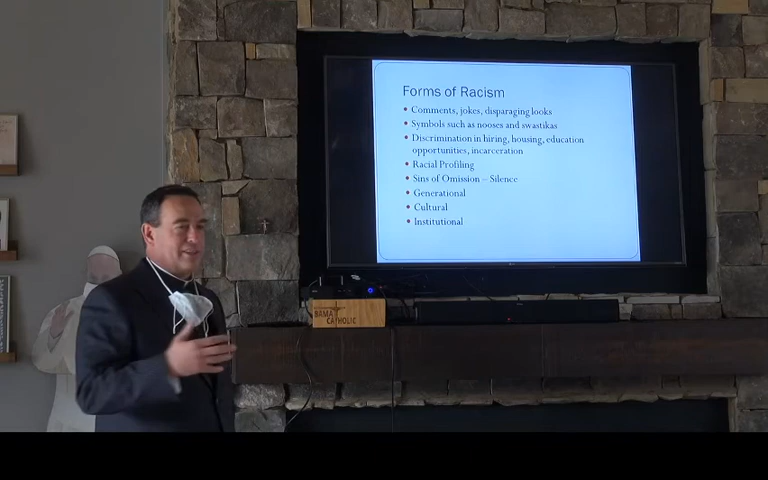 Forms of Racism
• Comments, jokes, disparaging looks
• Symbols such as nooses and swastikas
• Discrimination in hiring, housing, education
opportunities, incarceration
• Racial Profiling
• Sins of Omission – Silence
• Generational
• Cultural
• Institutional
BAMA
CATHOLIC